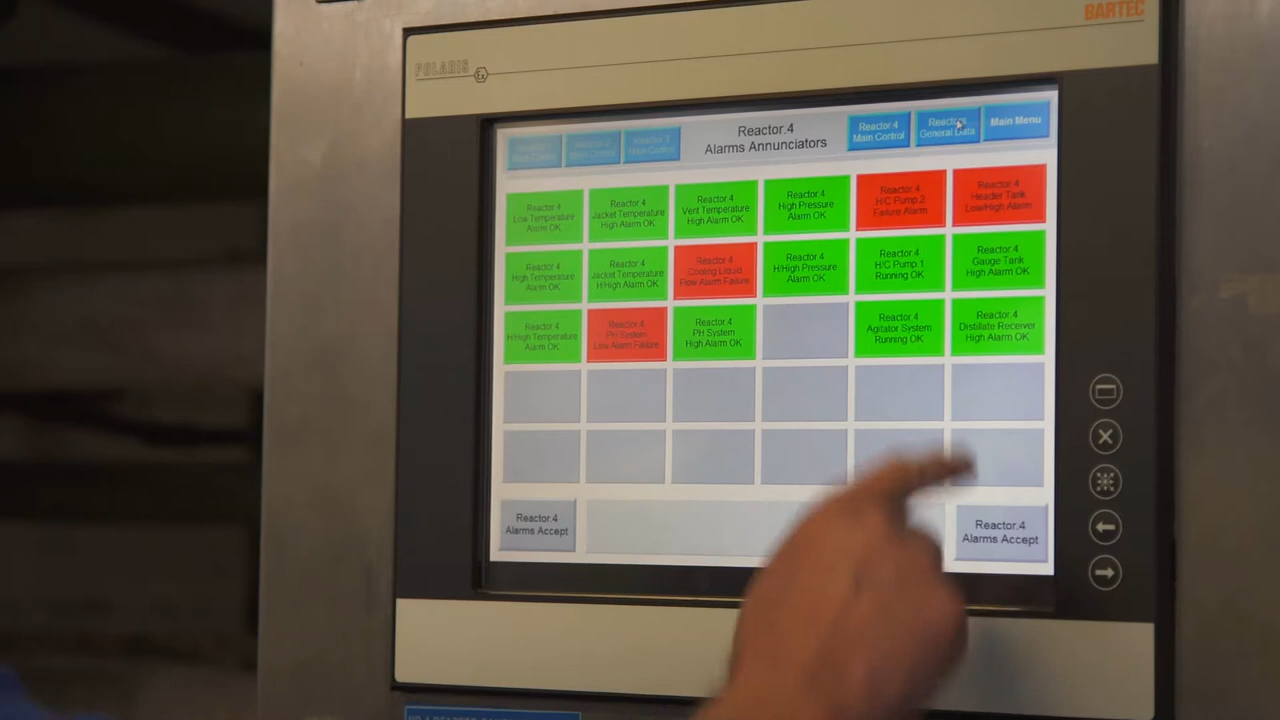 BARTEC
POLARIS
Ex
Reactor.4
Alarms Annunciators
Reactor.4
Main Control
General Data
Main Menu
Reactor.4
Low Temperature
Alarm OK
Reactor.4
Jacket Temperature
High Alarm OK
Reactor.4
Vent Temperature
High Alarm OK
Reactor.4
High Pressure
Alarm OK
Reactor.4
H/C Pump.2
Failure Alarm
Reactor.4
Header Tank
Low/High Alarm
Reactor.4
High Temperature
Alarm OK
Reactor.4
Jacket Temperature
H/High Alarm OK
Reactor.4
Cooling Liquid
Flow Alarm Failure
Reactor.4
H/High Pressure
Alarm OK
Reactor.4
H/C Pump.1
Running OK
Reactor.4
Gauge Tank
High Alarm OK
Reactor.4
H/High Temperature
Alarm OK
Reactor.4
PH System
Low Alarm Failure
Reactor.4
PH System
High Alarm OK
Reactor.4
Agitator System
Running OK
Reactor.4
Distillate Receiver
High Alarm OK
Reactor.4
Alarms Accept
Reactor.4
Alarms Accept